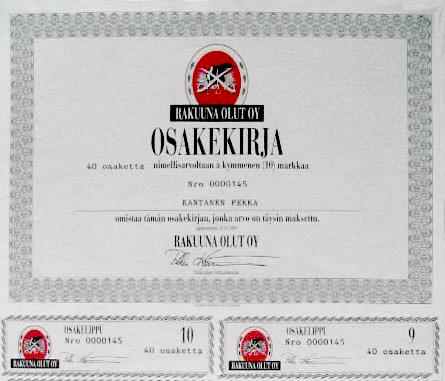 RAKUUNA OLUT OY
OSAKEKIRJA
40 osaketta nimellisarvoltaan à kymmenen (10) markkaa
Nro 0000145
KANTANEN PEKKA
omistaa tämän osakekirjan, jonka arvo on täysin maksettu.
RAKUUNA OLUT OY
OSAKELIPPI 10
Nro 0000145
40 osaketta
RAKUUNA OLUT OY
OSAKELIPPI 9
Nro 0000145
40 osaketta
RAKUUNA OLUT OY